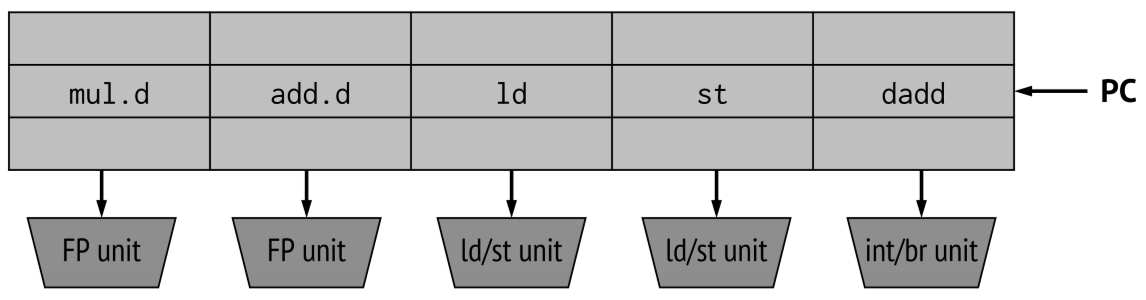 mul.d add.d ld st dadd PC
FP unit FP unit ld/st unit ld/st unit int/br unit